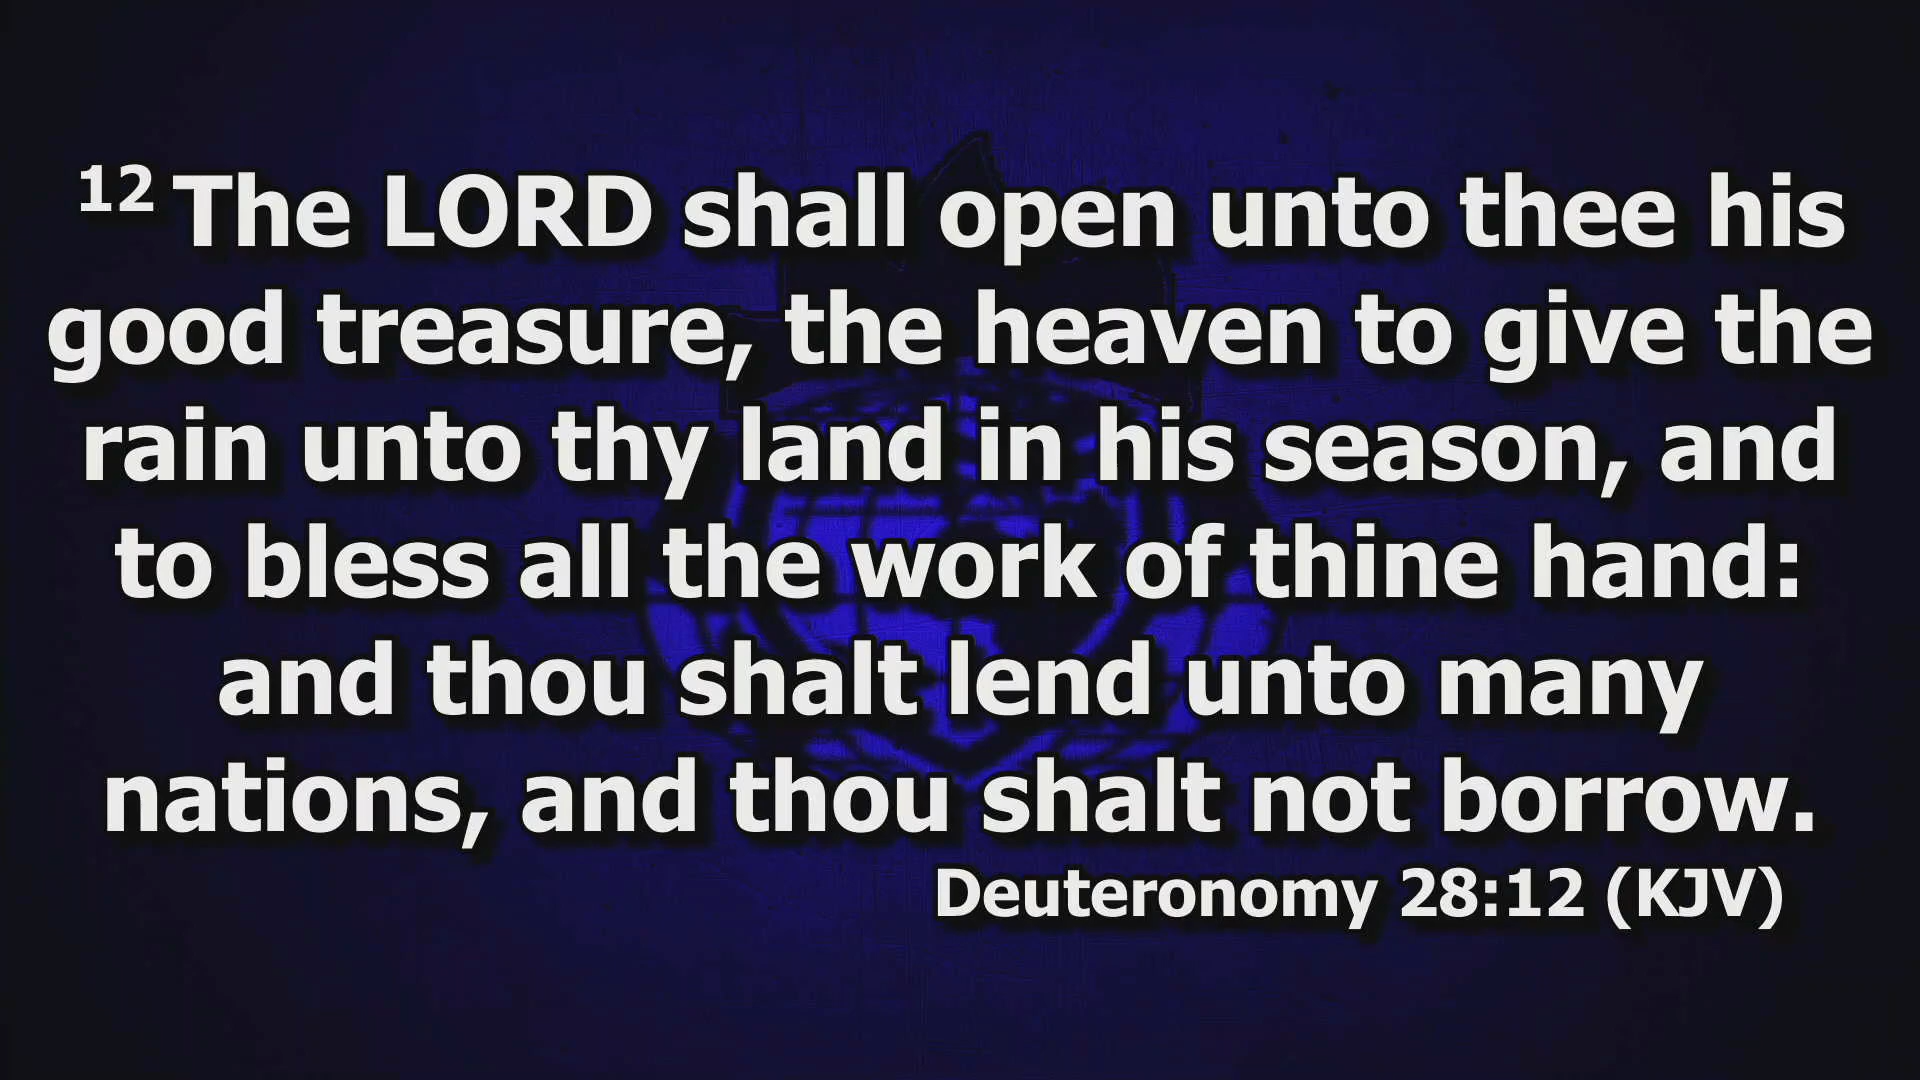 12 The LORD shall open unto thee his
good treasure, the heaven to give the
rain unto thy land in his season, and
to bless all the work of thine hand:
and thou shalt lend unto many
nations, and thou shalt not borrow.
Deuteronomy 28:12 (KJV)